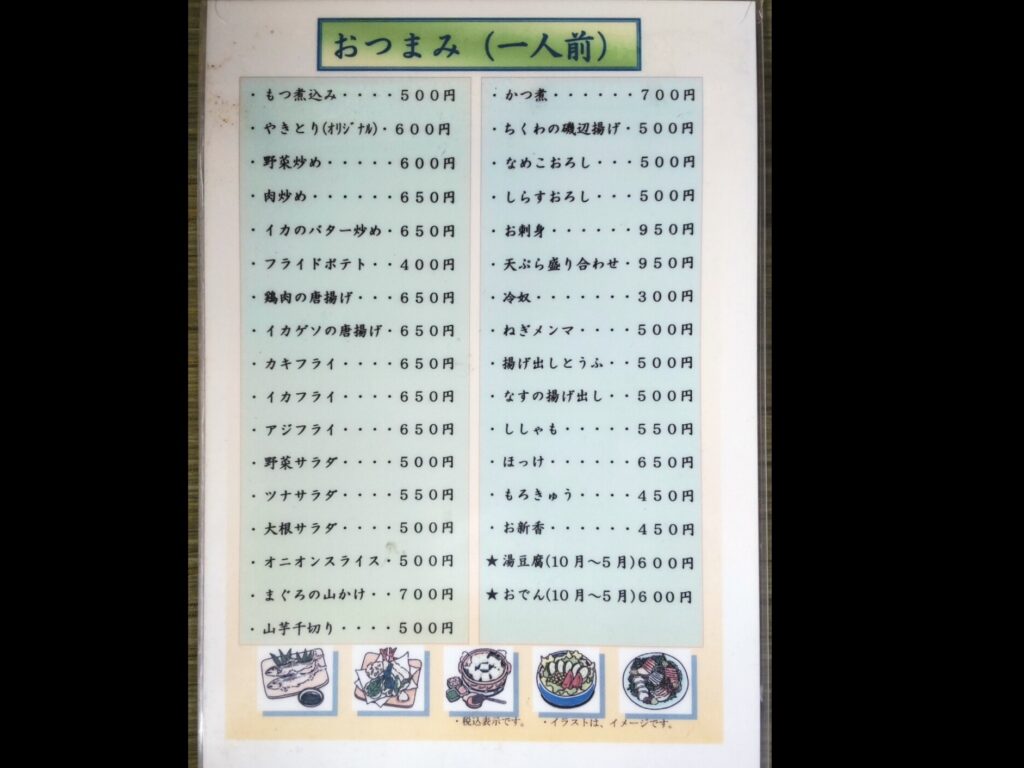 おつまみ（一人前）
・もつ煮込み・・・・５００円
・やきとり(ｵﾘｼﾞﾅﾙ)・６００円
・野菜炒め・・・・・６００円
・肉炒め・・・・・・６５０円
・イカのバター炒め・６５０円
・フライドポテト・・４００円
・鶏肉の唐揚げ・・・６５０円
・イカゲソの唐揚げ・６５０円
・カキフライ・・・・６５０円
・イカフライ・・・・６５０円
・アジフライ・・・・６５０円
・野菜サラダ・・・・５００円
・ツナサラダ・・・・５５０円
・大根サラダ・・・・５００円
・オニオンスライス・５００円
・まぐろの山かけ・・７００円
・山芋千切り・・・・５００円
・かつ煮・・・・・・７００円
・ちくわの磯辺揚げ・５００円
・なめこおろし・・・５００円
・しらすおろし・・・５００円
・お刺身・・・・・・９５０円
・天ぷら盛り合わせ・９５０円
・冷奴・・・・・・・３００円
・ねぎメンマ・・・・５００円
・揚げ出しとうふ・・５００円
・なすの揚げ出し・・５００円
・ししゃも・・・・・５５０円
・ほっけ・・・・・・６５０円
・もろきゅう・・・・４５０円
・お新香・・・・・・４５０円
★湯豆腐(10月～５月)６００円
★おでん(10月～５月)６００円
・税込表示です。 ・イラストは、イメージです。